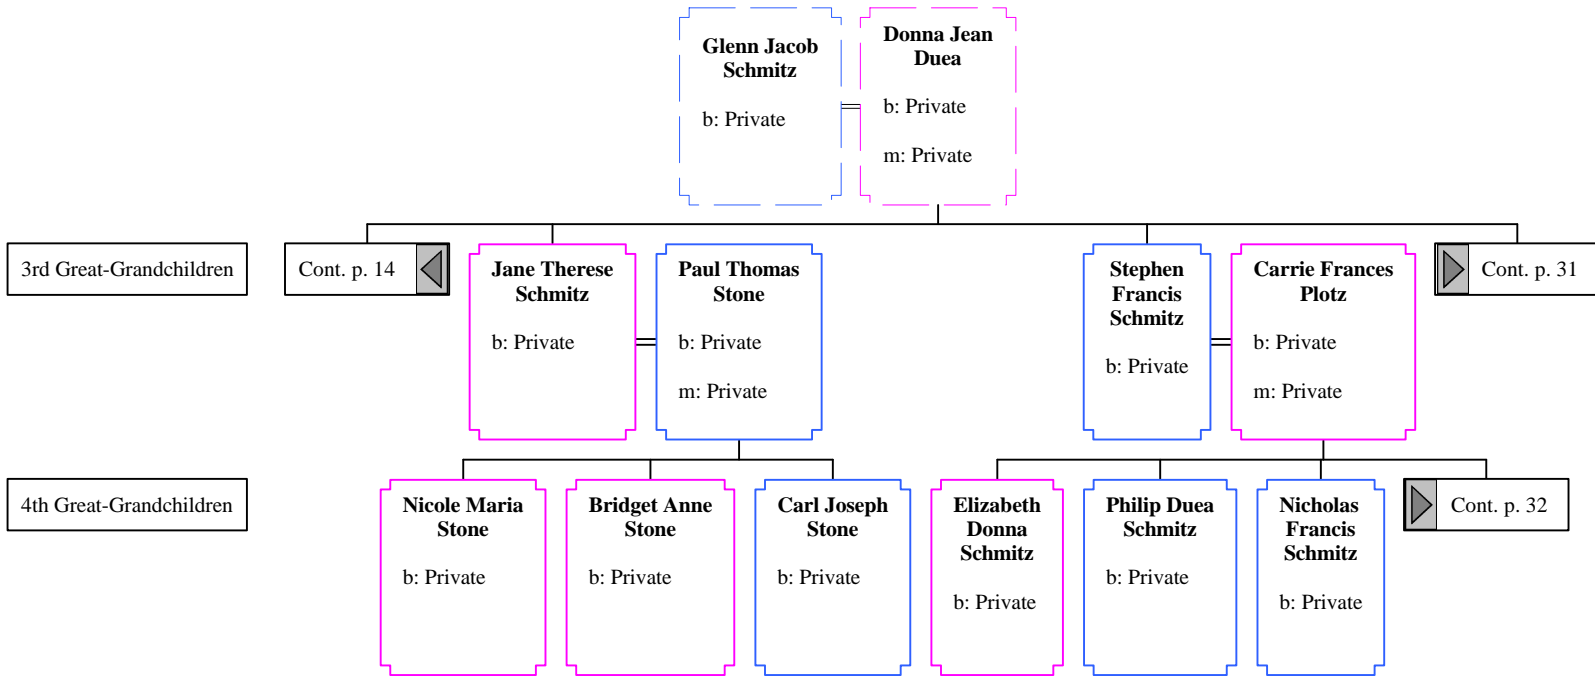 Glenn Jacob
Schmitz
b: Private
Donna Jean
Duea
b: Private
m: Private
3rd Great-Grandchildren
Cont. p. 14
Jane Therese
Schmitz
b: Private
Paul Thomas
Stone
b: Private
m: Private
Stephen
Francis
Schmitz
b: Private
Carrie Frances
Plotz
b: Private
m: Private
Cont. p. 31
4th Great-Grandchildren
Nicole Maria
Stone
b: Private
Bridget Anne
Stone
b: Private
Carl Joseph
Stone
b: Private
Elizabeth
Donna
Schmitz
b: Private
Philip Duea
Schmitz
b: Private
Nicholas
Francis
Schmitz
b: Private
Cont. p. 32